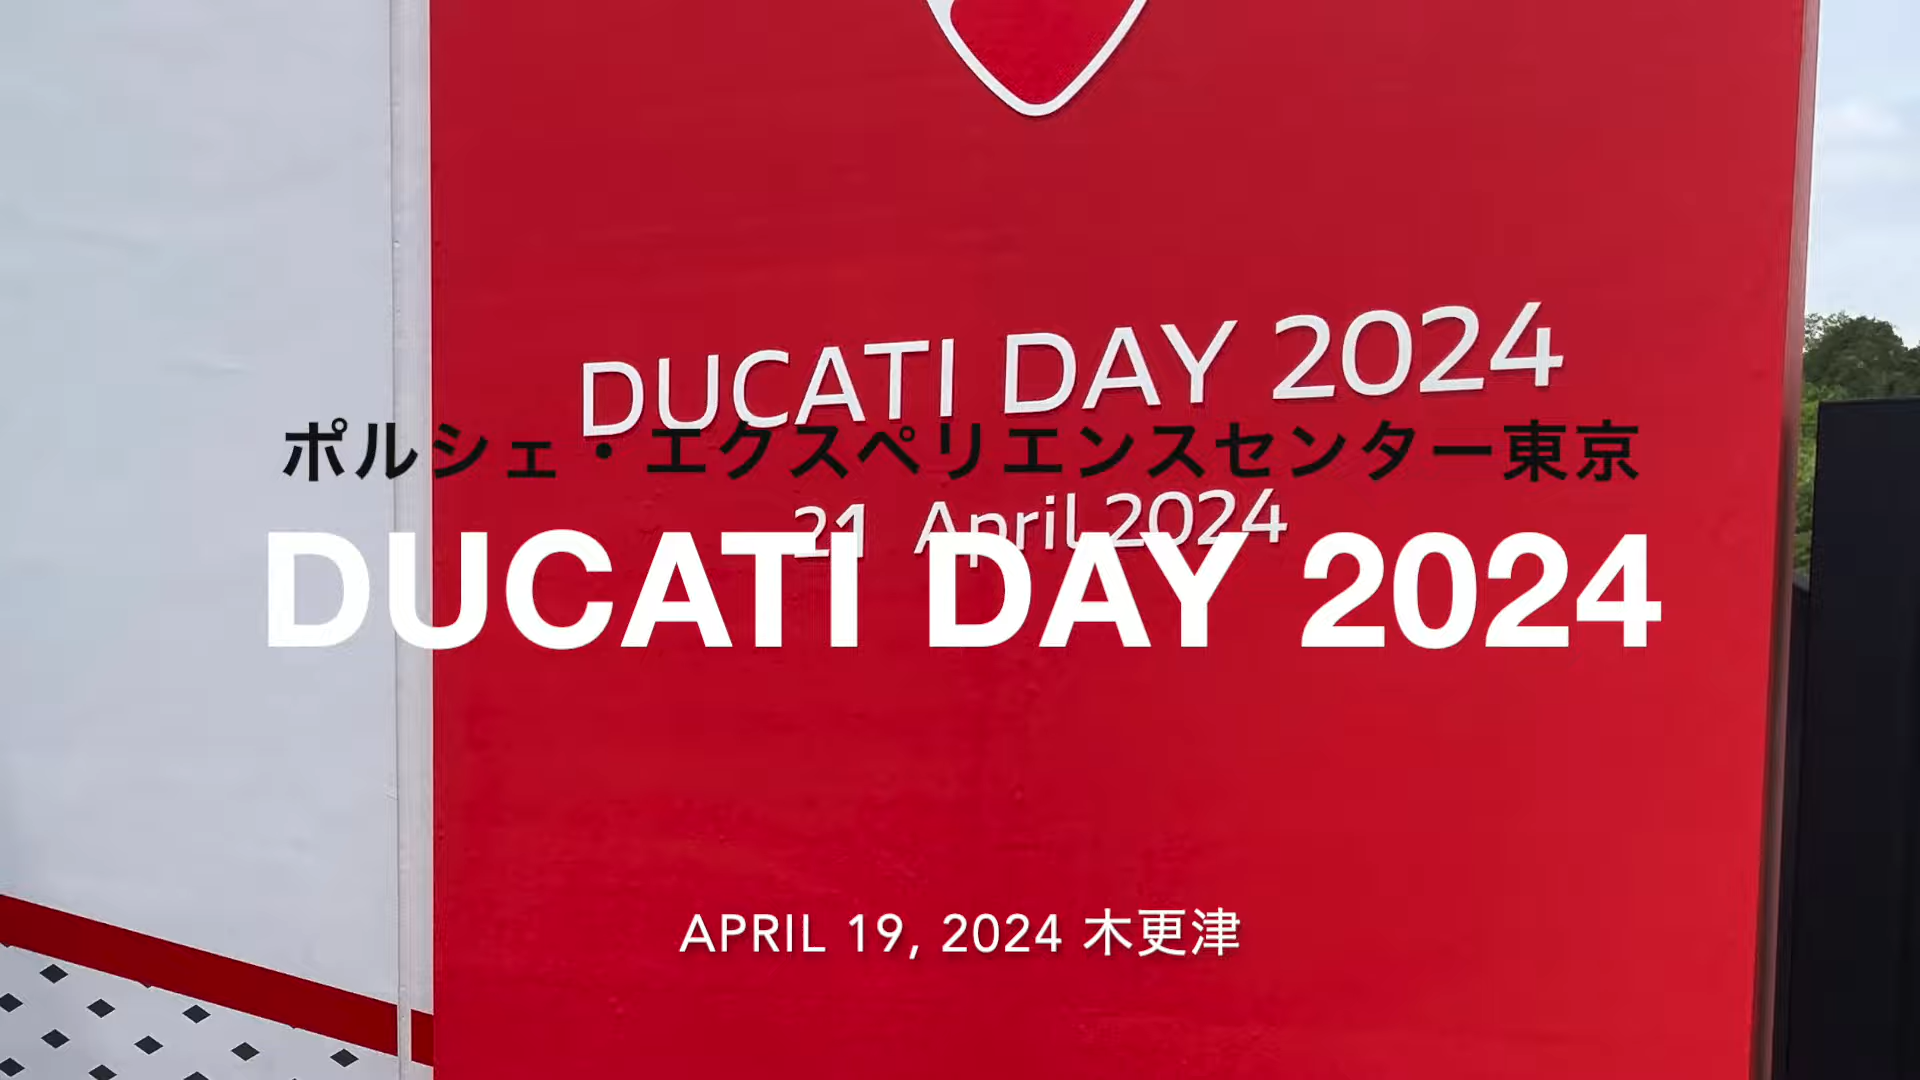 DUCATI DAY 2024
ポルシェ・エクスペリエンスセンター東京
21 April 2024
DUCATI DAY 2024
APRIL 19, 2024 木更津